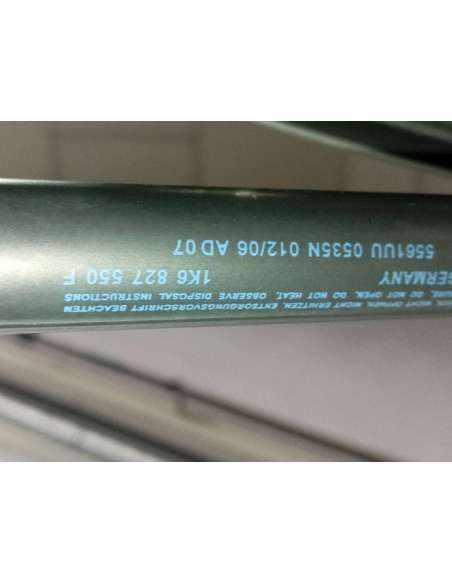 NICHT ÖFFNEN, NICHT ERHITZEN, ENTSORGUNGSVORSCHRIFT BEACHTEN
DO NOT OPEN, DO NOT HEAT, OBSERVE DISPOSAL INSTRUCTIONS
GERMANY 1K6 827 550 F
5561UU 0535N 012/06 AD 07